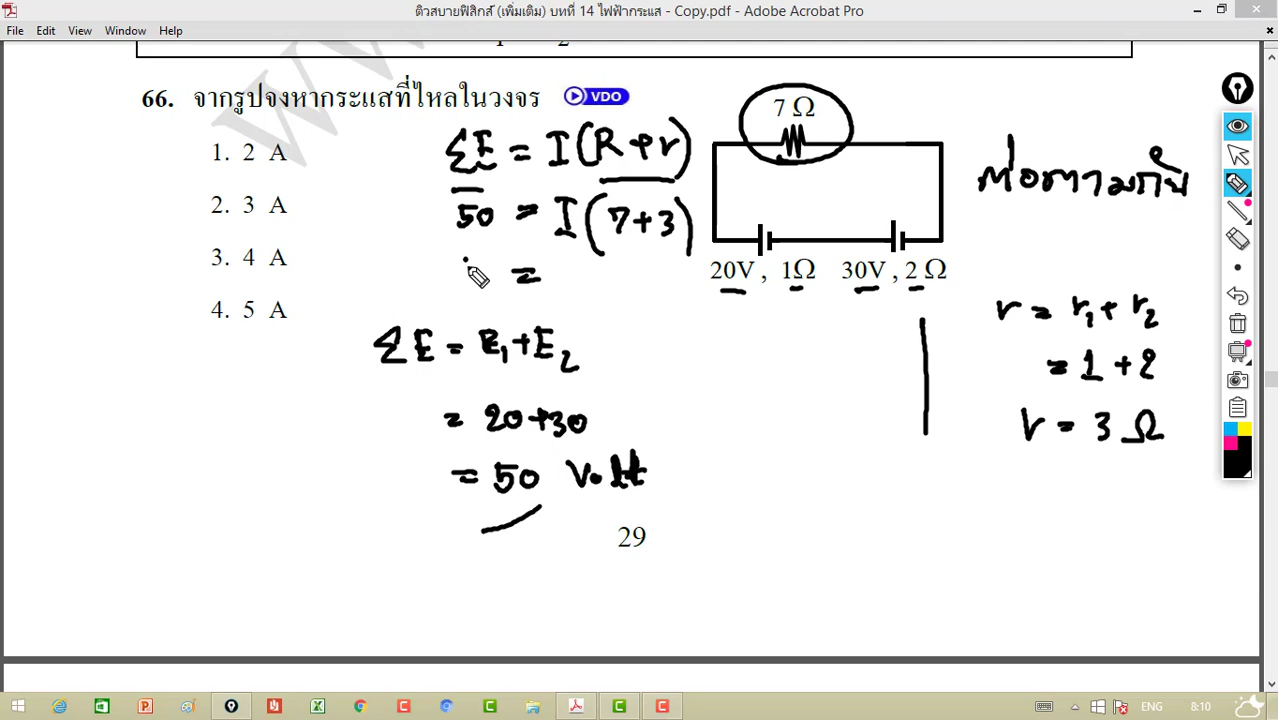 ติวสบายฟิสิกส์ (เพิ่มเติม) บทที่ 14 ไฟฟ้ากระแส - Copy.pdf - Adobe Acrobat Pro
File Edit View Window Help
WWW
66. จากรูปจงหากระแสที่ไหลในวงจร VDO
1. 2 A
2. 3 A
3. 4 A
4. 5 A
ΣE = I(R+r)
50 = I(7+3)
=
ΣE = E₁+E₂
= 20+30
= 50 Volt
7 Ω
20V , 1Ω
30V , 2 Ω
ต่อตามกัน
r = r₁ + r₂
= 1 + 2
r = 3 Ω
29
ENG 8:10